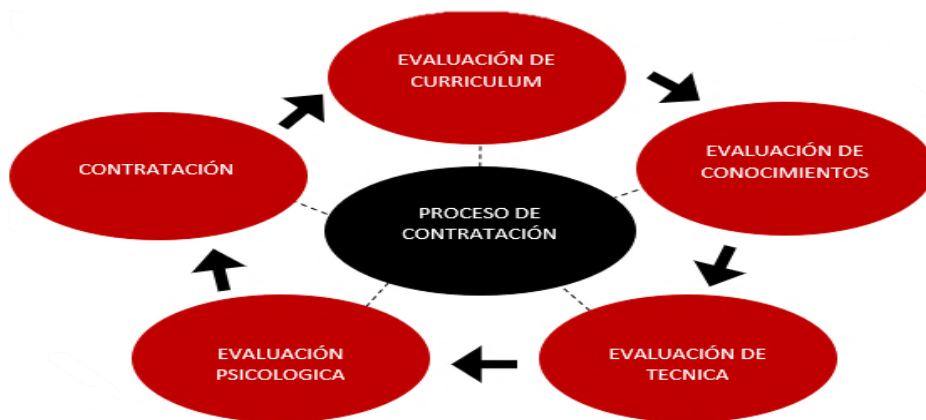 EVALUACIÓN DE
CURRICULUM
EVALUACIÓN DE
CONOCIMIENTOS
EVALUACIÓN DE
TECNICA
EVALUACIÓN
PSICOLOGICA
CONTRATACIÓN
PROCESO DE
CONTRATACIÓN